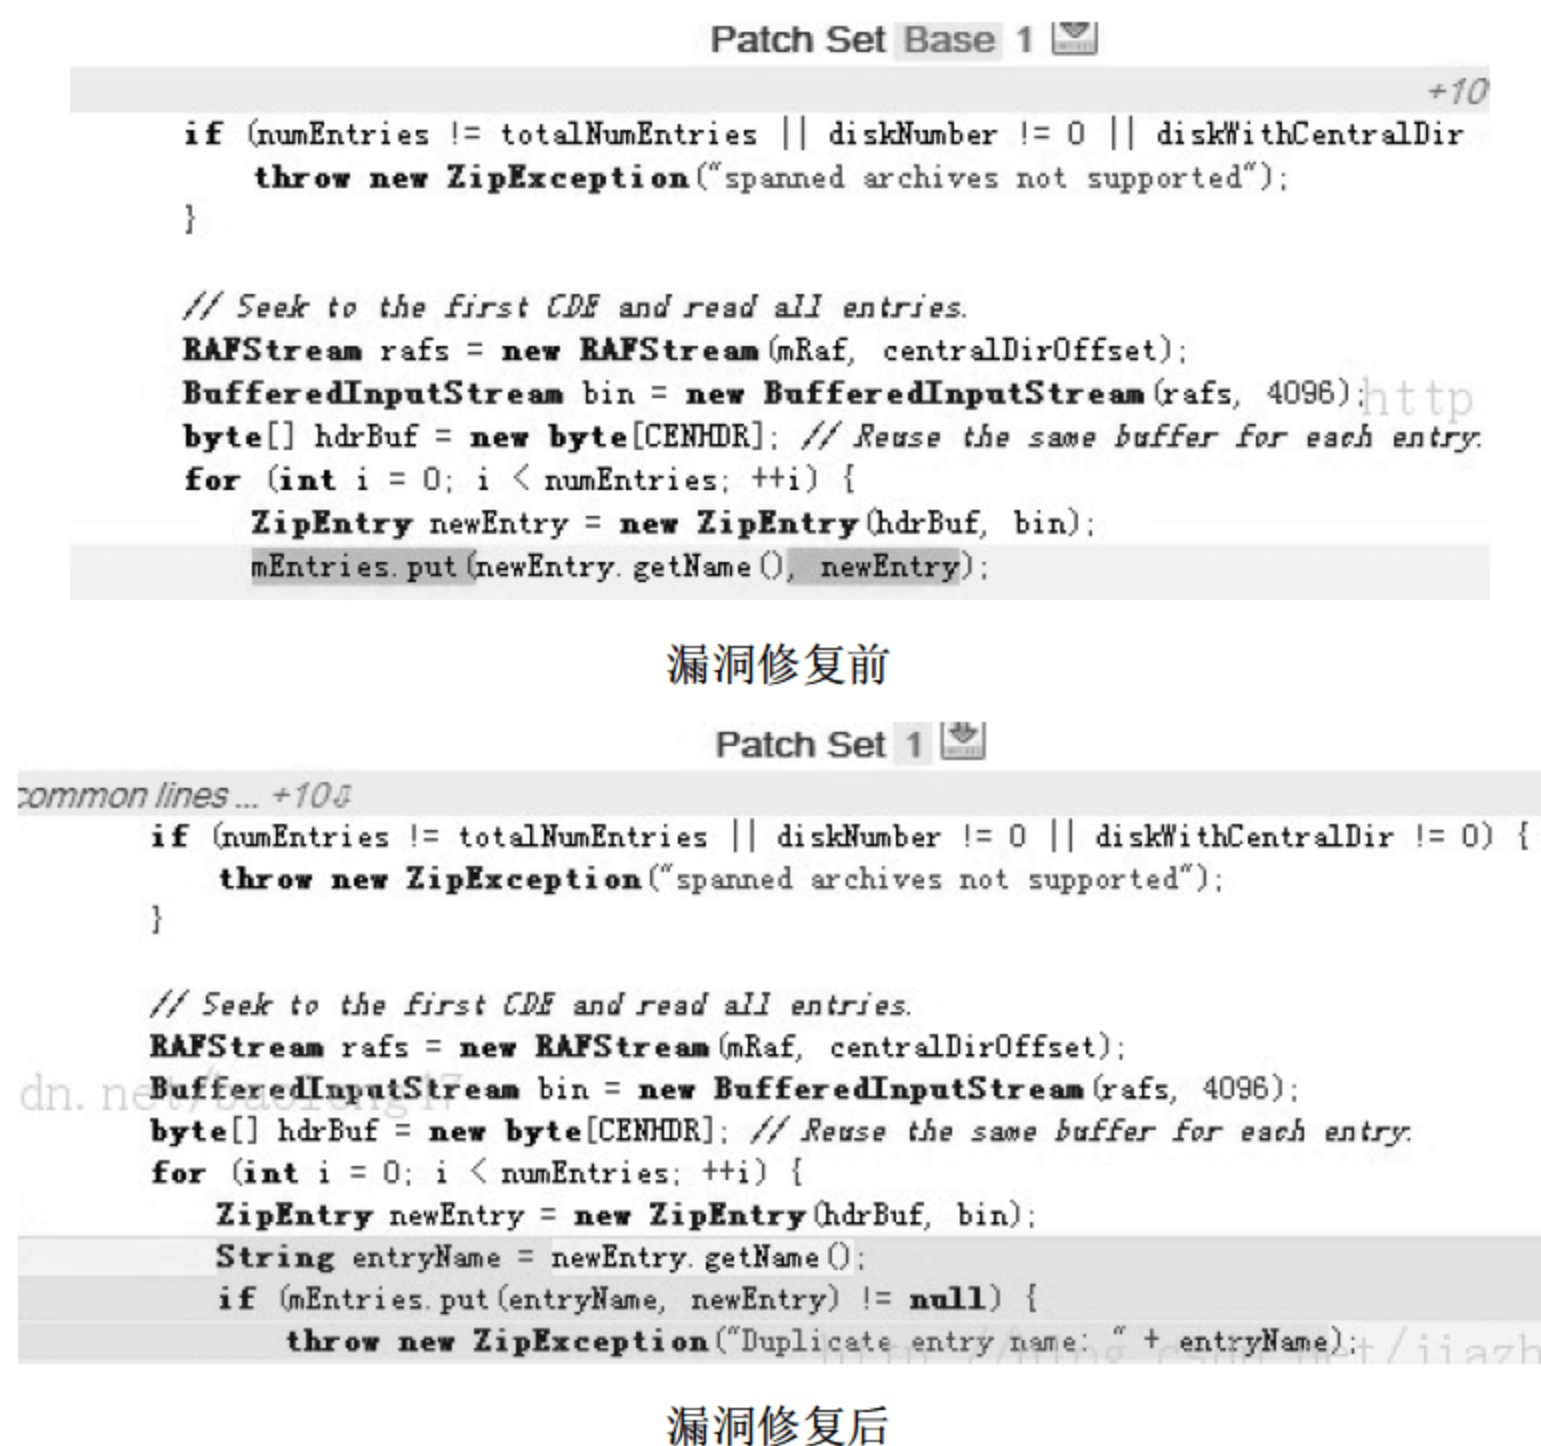 Patch Set Base 1
+10
if (numEntries != totalNumEntries || diskNumber != 0 || diskWithCentralDir
throw new ZipException("spanned archives not supported");
}
// Seek to the first CDE and read all entries.
RAFStream rafs = new RAFStream(mRaf, centralDirOffset);
BufferedInputStream bin = new BufferedInputStream(rafs, 4096);
http
byte[] hdrBuf = new byte[CENHDR]; // Reuse the same buffer for each entry.
for (int i = 0; i < numEntries; ++i) {
ZipEntry newEntry = new ZipEntry(hdrBuf, bin);
mEntries.put(newEntry.getName(), newEntry);
漏洞修复前
Patch Set 1
common lines ... +10⇩
if (numEntries != totalNumEntries || diskNumber != 0 || diskWithCentralDir != 0) {
throw new ZipException("spanned archives not supported");
}
// Seek to the first CDE and read all entries.
RAFStream rafs = new RAFStream(mRaf, centralDirOffset);
BufferedInputStream bin = new BufferedInputStream(rafs, 4096);
byte[] hdrBuf = new byte[CENHDR]; // Reuse the same buffer for each entry.
for (int i = 0; i < numEntries; ++i) {
ZipEntry newEntry = new ZipEntry(hdrBuf, bin);
String entryName = newEntry.getName();
if (mEntries.put(entryName, newEntry) != null) {
throw new ZipException("Duplicate entry name: " + entryName);
漏洞修复后